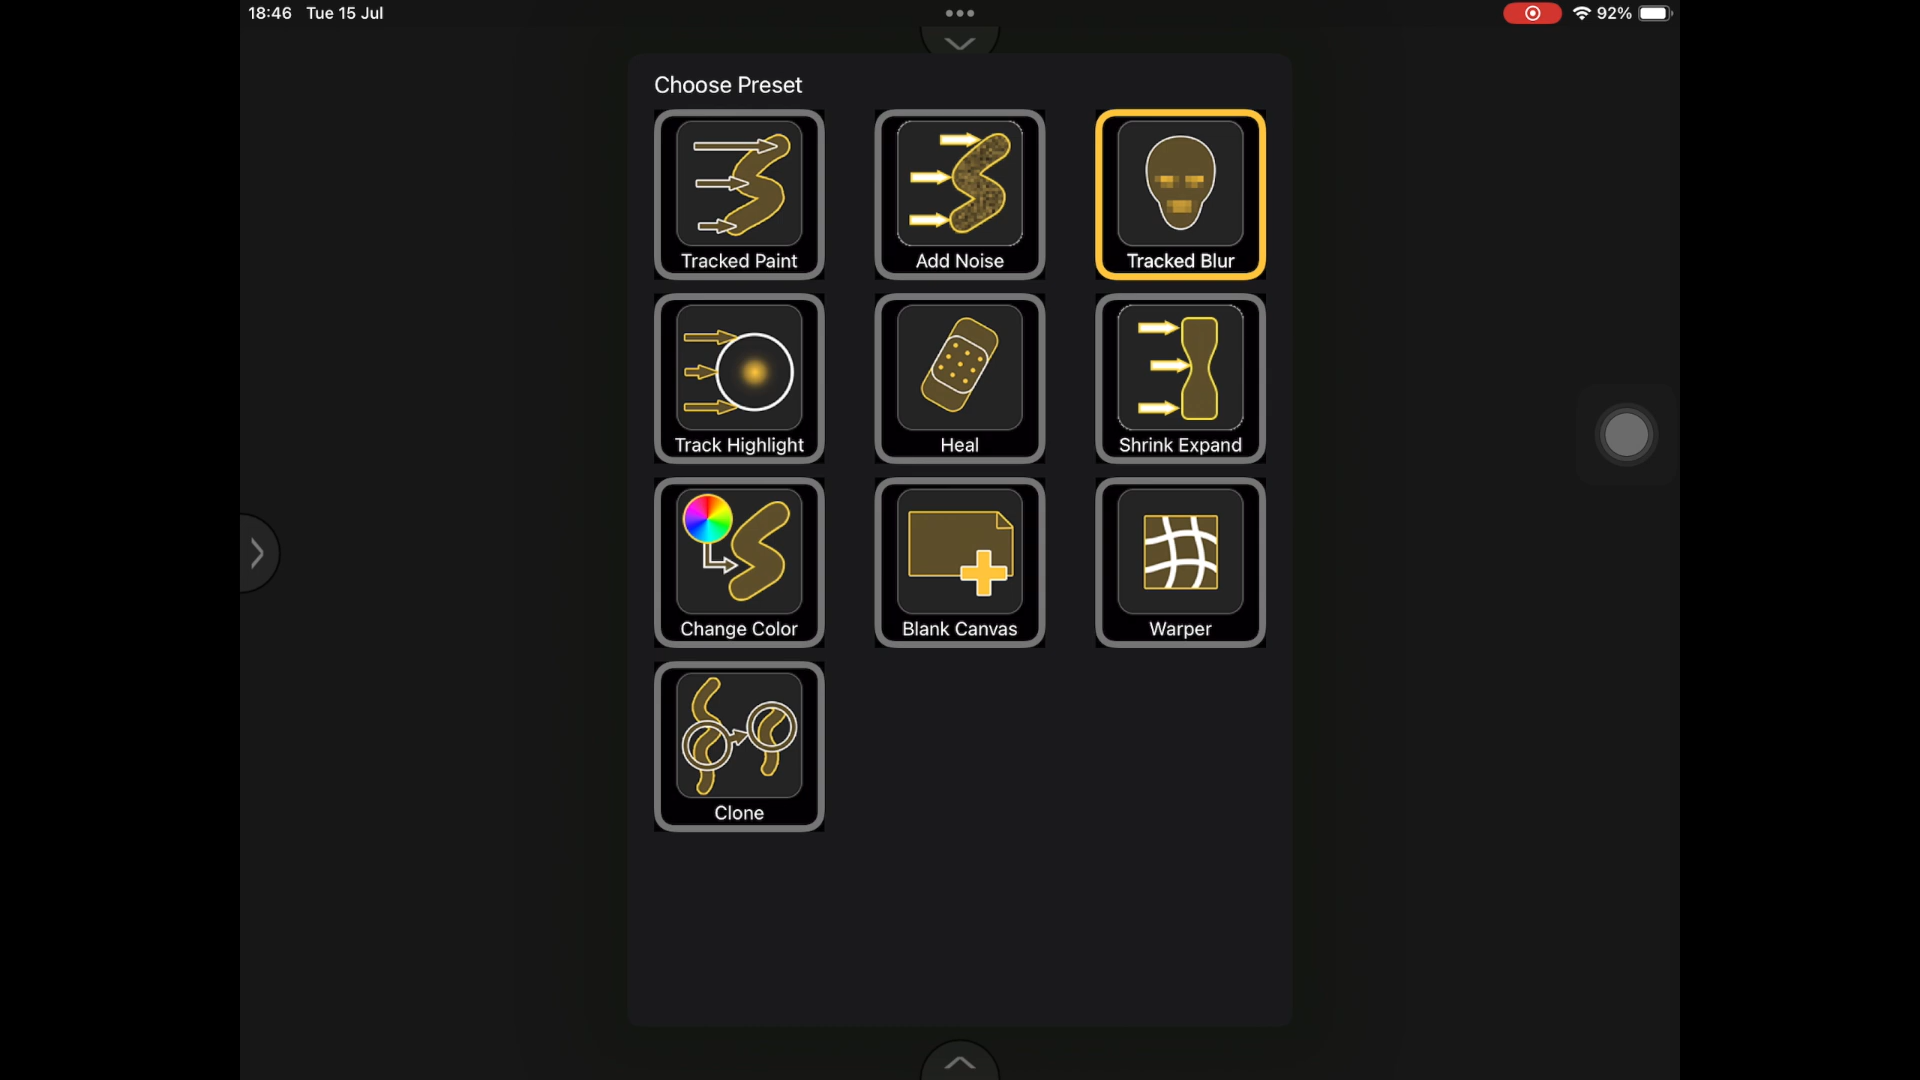 18:46 Tue 15 Jul
92%
Choose Preset
Tracked Paint
Add Noise
Tracked Blur
Track Highlight
Heal
Shrink Expand
Change Color
Blank Canvas
Warper
Clone